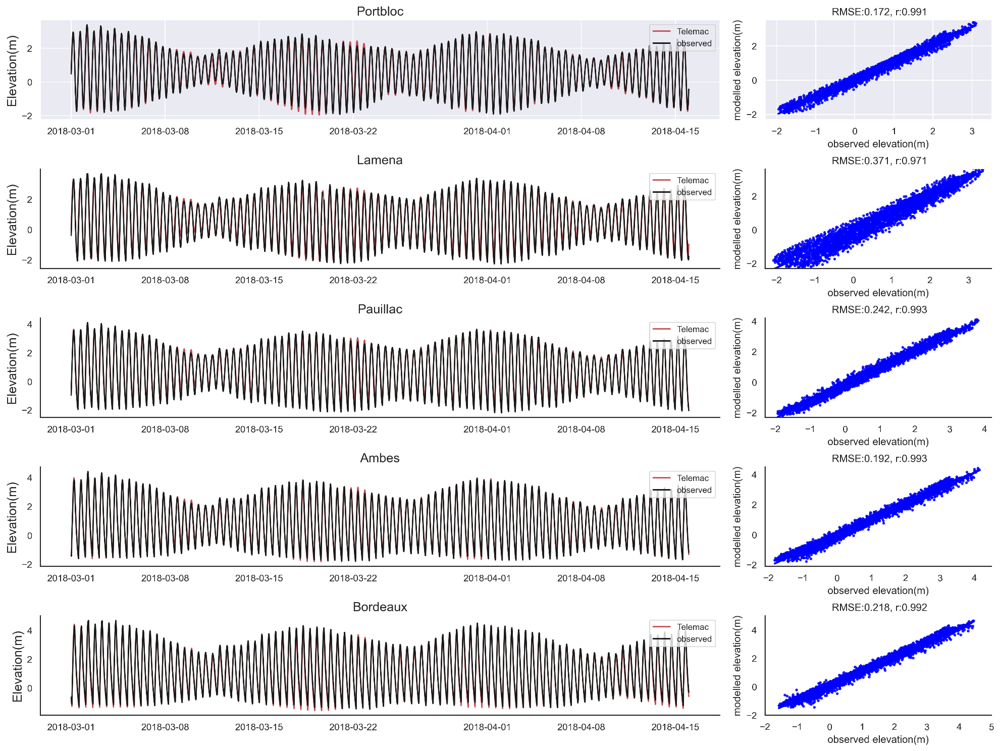 Portbloc
RMSE:0.172, r:0.991
Elevation(m)
2
0
−2
Telemac
observed
2018-03-01 2018-03-08 2018-03-15 2018-03-22 2018-04-01 2018-04-08 2018-04-15
modelled elevation(m)
2
0
−2
−2 −1 0 1 2 3
observed elevation(m)
Lamena
RMSE:0.371, r:0.971
Elevation(m)
2
0
−2
Telemac
observed
2018-03-01 2018-03-08 2018-03-15 2018-03-22 2018-04-01 2018-04-08 2018-04-15
modelled elevation(m)
2
0
−2
−2 −1 0 1 2 3
observed elevation(m)
Pauillac
RMSE:0.242, r:0.993
Elevation(m)
4
2
0
−2
Telemac
observed
2018-03-01 2018-03-08 2018-03-15 2018-03-22 2018-04-01 2018-04-08 2018-04-15
modelled elevation(m)
4
2
0
−2
−2 −1 0 1 2 3 4
observed elevation(m)
Ambes
RMSE:0.192, r:0.993
Elevation(m)
4
2
0
−2
Telemac
observed
2018-03-01 2018-03-08 2018-03-15 2018-03-22 2018-04-01 2018-04-08 2018-04-15
modelled elevation(m)
4
2
0
−2
−2 −1 0 1 2 3 4
observed elevation(m)
Bordeaux
RMSE:0.218, r:0.992
Elevation(m)
4
2
0
Telemac
observed
2018-03-01 2018-03-08 2018-03-15 2018-03-22 2018-04-01 2018-04-08 2018-04-15
modelled elevation(m)
4
2
0
−2
−2 −1 0 1 2 3 4 5
observed elevation(m)